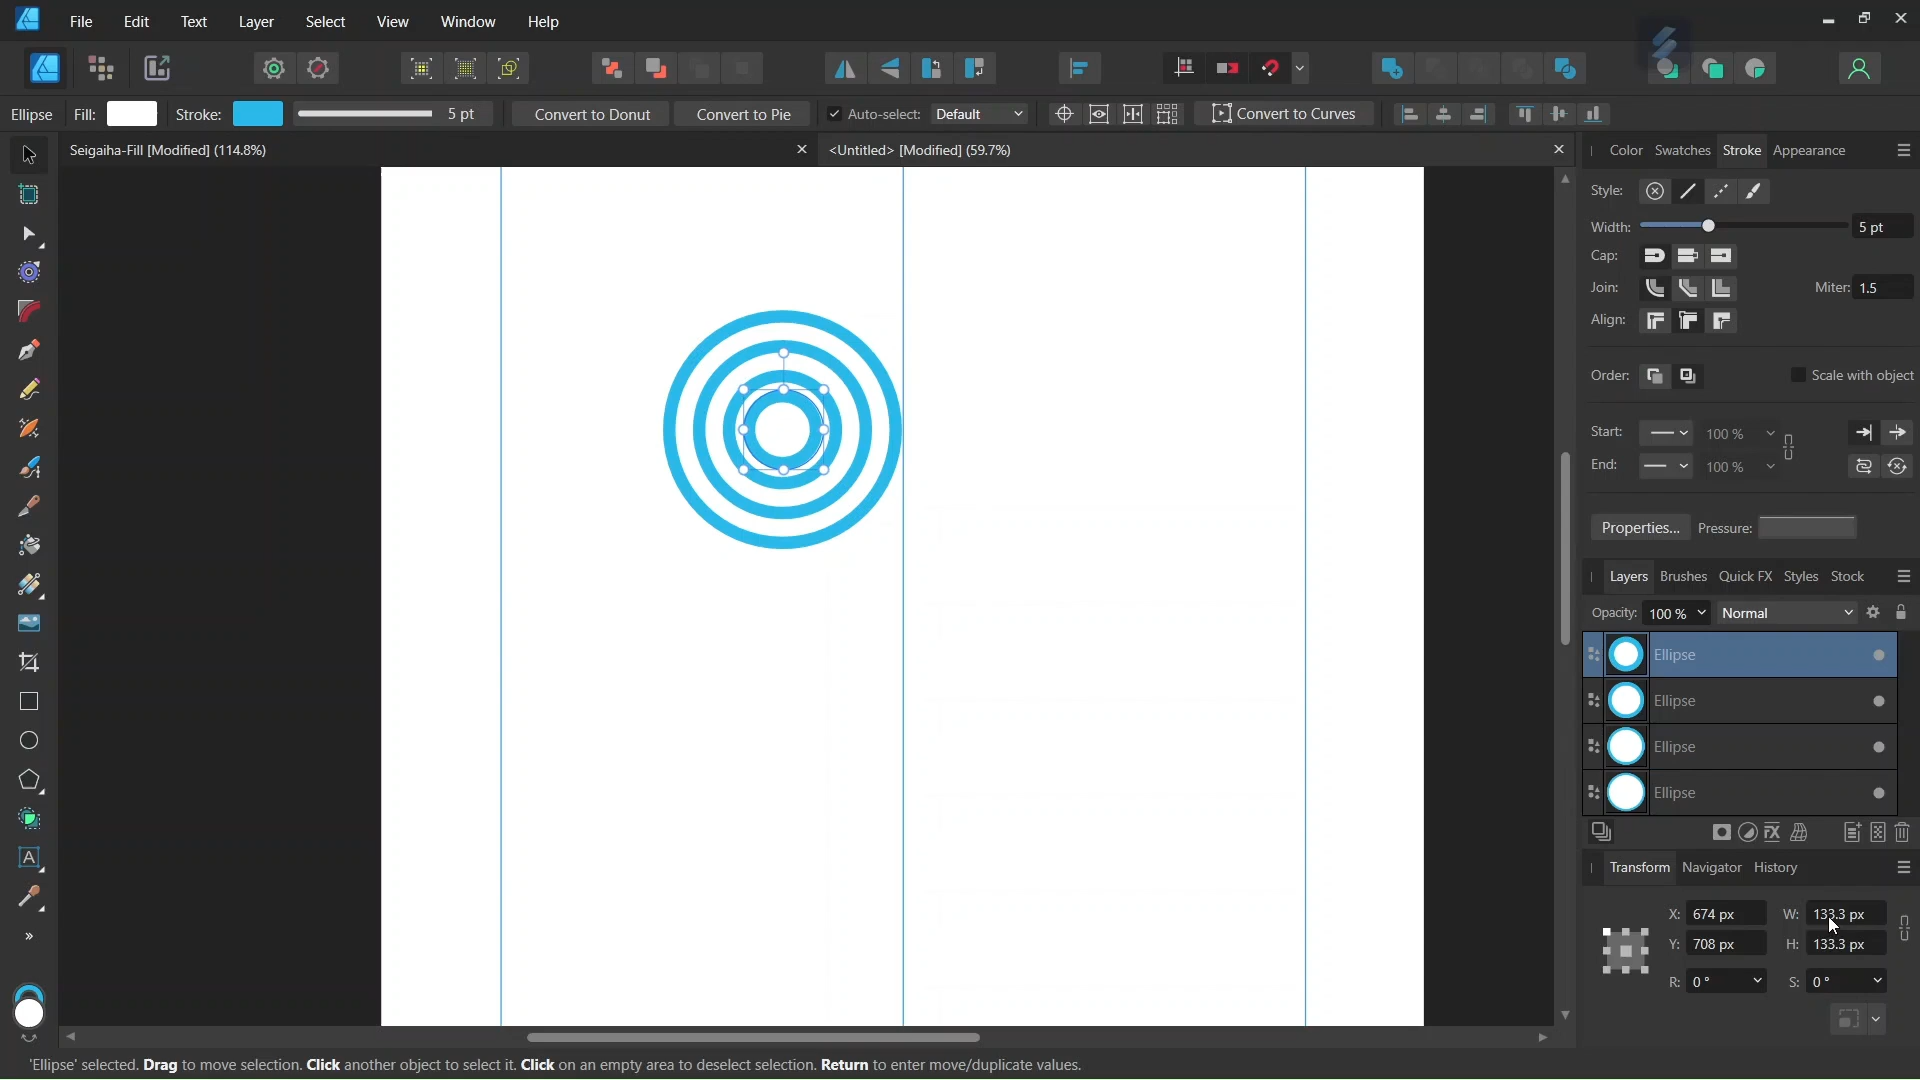 File Edit Text Layer Select View Window Help
Ellipse Fill: Stroke: 5 pt Convert to Donut Convert to Pie Auto-select: Default Convert to Curves
Seigaiha-Fill [Modified] (114.8%)
<Untitled> [Modified] (59.7%)
Color Swatches Stroke Appearance
Style:
Width: 5 pt
Cap:
Join: Miter: 1.5
Align:
Order: Scale with object
Start: 100 %
End: 100 %
Properties... Pressure:
Layers Brushes Quick FX Styles Stock
Opacity: 100 % Normal
Ellipse
Ellipse
Ellipse
Ellipse
Transform Navigator History
X: 674 px W: 133.3 px
Y: 708 px H: 133.3 px
R: 0 ° S: 0 °
'Ellipse' selected. Drag to move selection. Click another object to select it. Click on an empty area to deselect selection. Return to enter move/duplicate values.